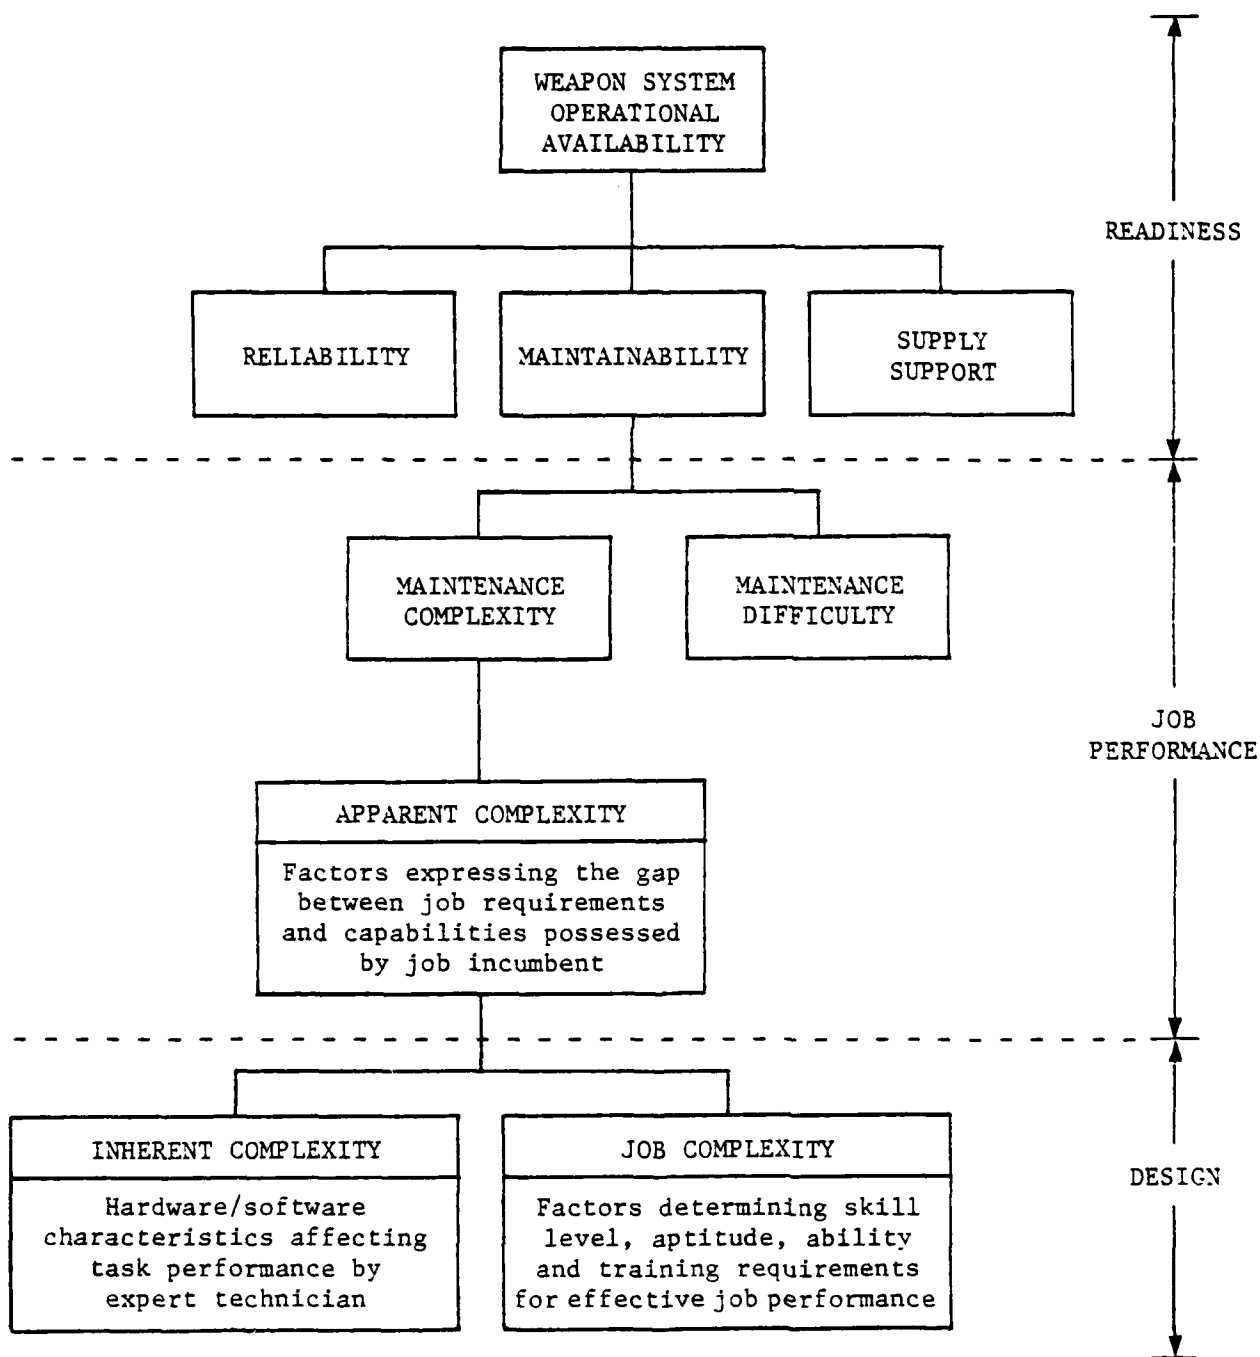 WEAPON SYSTEM
OPERATIONAL
AVAILABILITY
READINESS
RELIABILITY
MAINTAINABILITY
SUPPLY
SUPPORT
MAINTENANCE
COMPLEXITY
MAINTENANCE
DIFFICULTY
JOB
PERFORMANCE
APPARENT COMPLEXITY
Factors expressing the gap
between job requirements
and capabilities possessed
by job incumbent
INHERENT COMPLEXITY
Hardware/software
characteristics affecting
task performance by
expert technician
JOB COMPLEXITY
Factors determining skill
level, aptitude, ability
and training requirements
for effective job performance
DESIGN